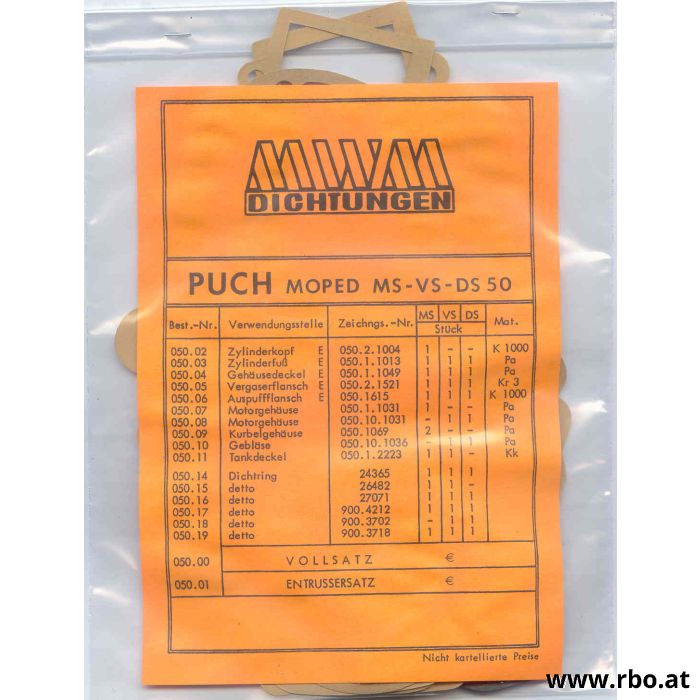 MWM
DICHTUNGEN
PUCH MOPED MS-VS-DS 50
Best.-Nr. Verwendungsstelle Zeichngs.-Nr. MS VS DS Mat.
Stück
050.02 Zylinderkopf E 050.2.1004 1 - - K 1000
050.03 Zylinderfuß E 050.1.1013 1 1 1 Pa
050.04 Gehäusedeckel E 050.1.1049 1 1 1 Pa
050.05 Vergaserflansch E 050.2.1521 1 1 1 Kr 3
050.06 Auspuffflansch E 050.1615 1 1 1 K 1000
050.07 Motorgehäuse 050.1.1031 1 - - Pa
050.08 Motorgehäuse 050.10.1031 - 1 1 Pa
050.09 Kurbelgehäuse 050.1069 2 - - Pa
050.10 Gebläse 050.10.1036 - 1 1 Pa
050.11 Tankdeckel 050.1.2223 1 1 1 Kk
050.14 Dichtring 24365 1 1 1
050.15 detto 26482 1 1 -
050.16 detto 27071 1 1 1
050.17 detto 900.4212 1 1 1
050.18 detto 900.3702 - 1 1
050.19 detto 900.3718 1 1 1
050.00 VOLLSATZ €
050.01 ENTRUSSERSATZ €
Nicht kartellierte Preise
www.rbo.at